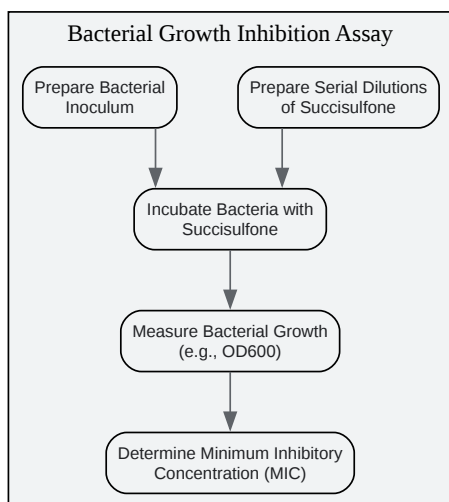 Bacterial Growth Inhibition Assay
Prepare Bacterial
Inoculum
Prepare Serial Dilutions
of Succisulfone
Incubate Bacteria with
Succisulfone
Measure Bacterial Growth
(e.g., OD600)
Determine Minimum Inhibitory
Concentration (MIC)